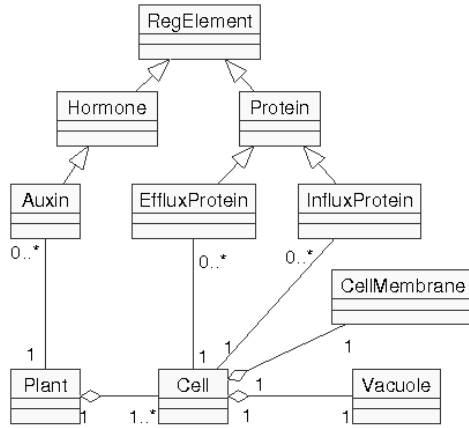 RegElement
Hormone Protein
Auxin EffluxProtein InfluxProtein
0..* 0..* 0..*
CellMembrane
1 1 1 1
Plant Cell 1 Vacuole
1 1..* 1 1